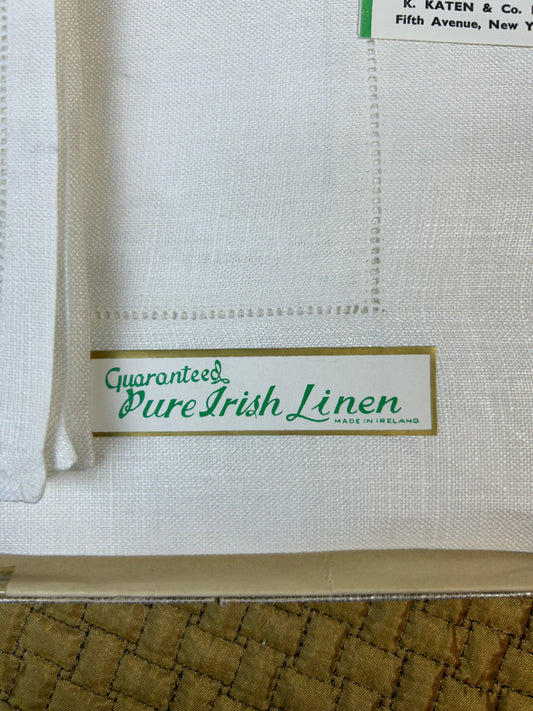 K. KATEN & Co.
Fifth Avenue, New
Guaranteed
Pure Irish Linen
MADE IN IRELAND